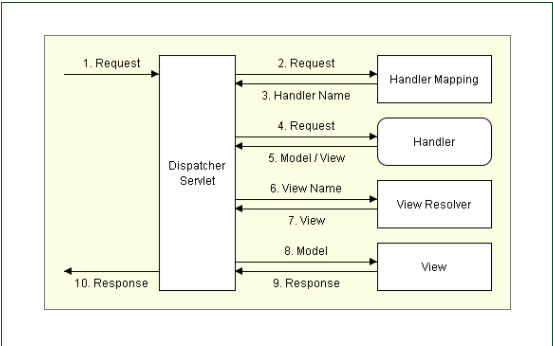 1. Request
2. Request
Handler Mapping
3. Handler Name
4. Request
Handler
5. Model / View
Dispatcher
Servlet
6. View Name
View Resolver
7. View
8. Model
View
10. Response
9. Response